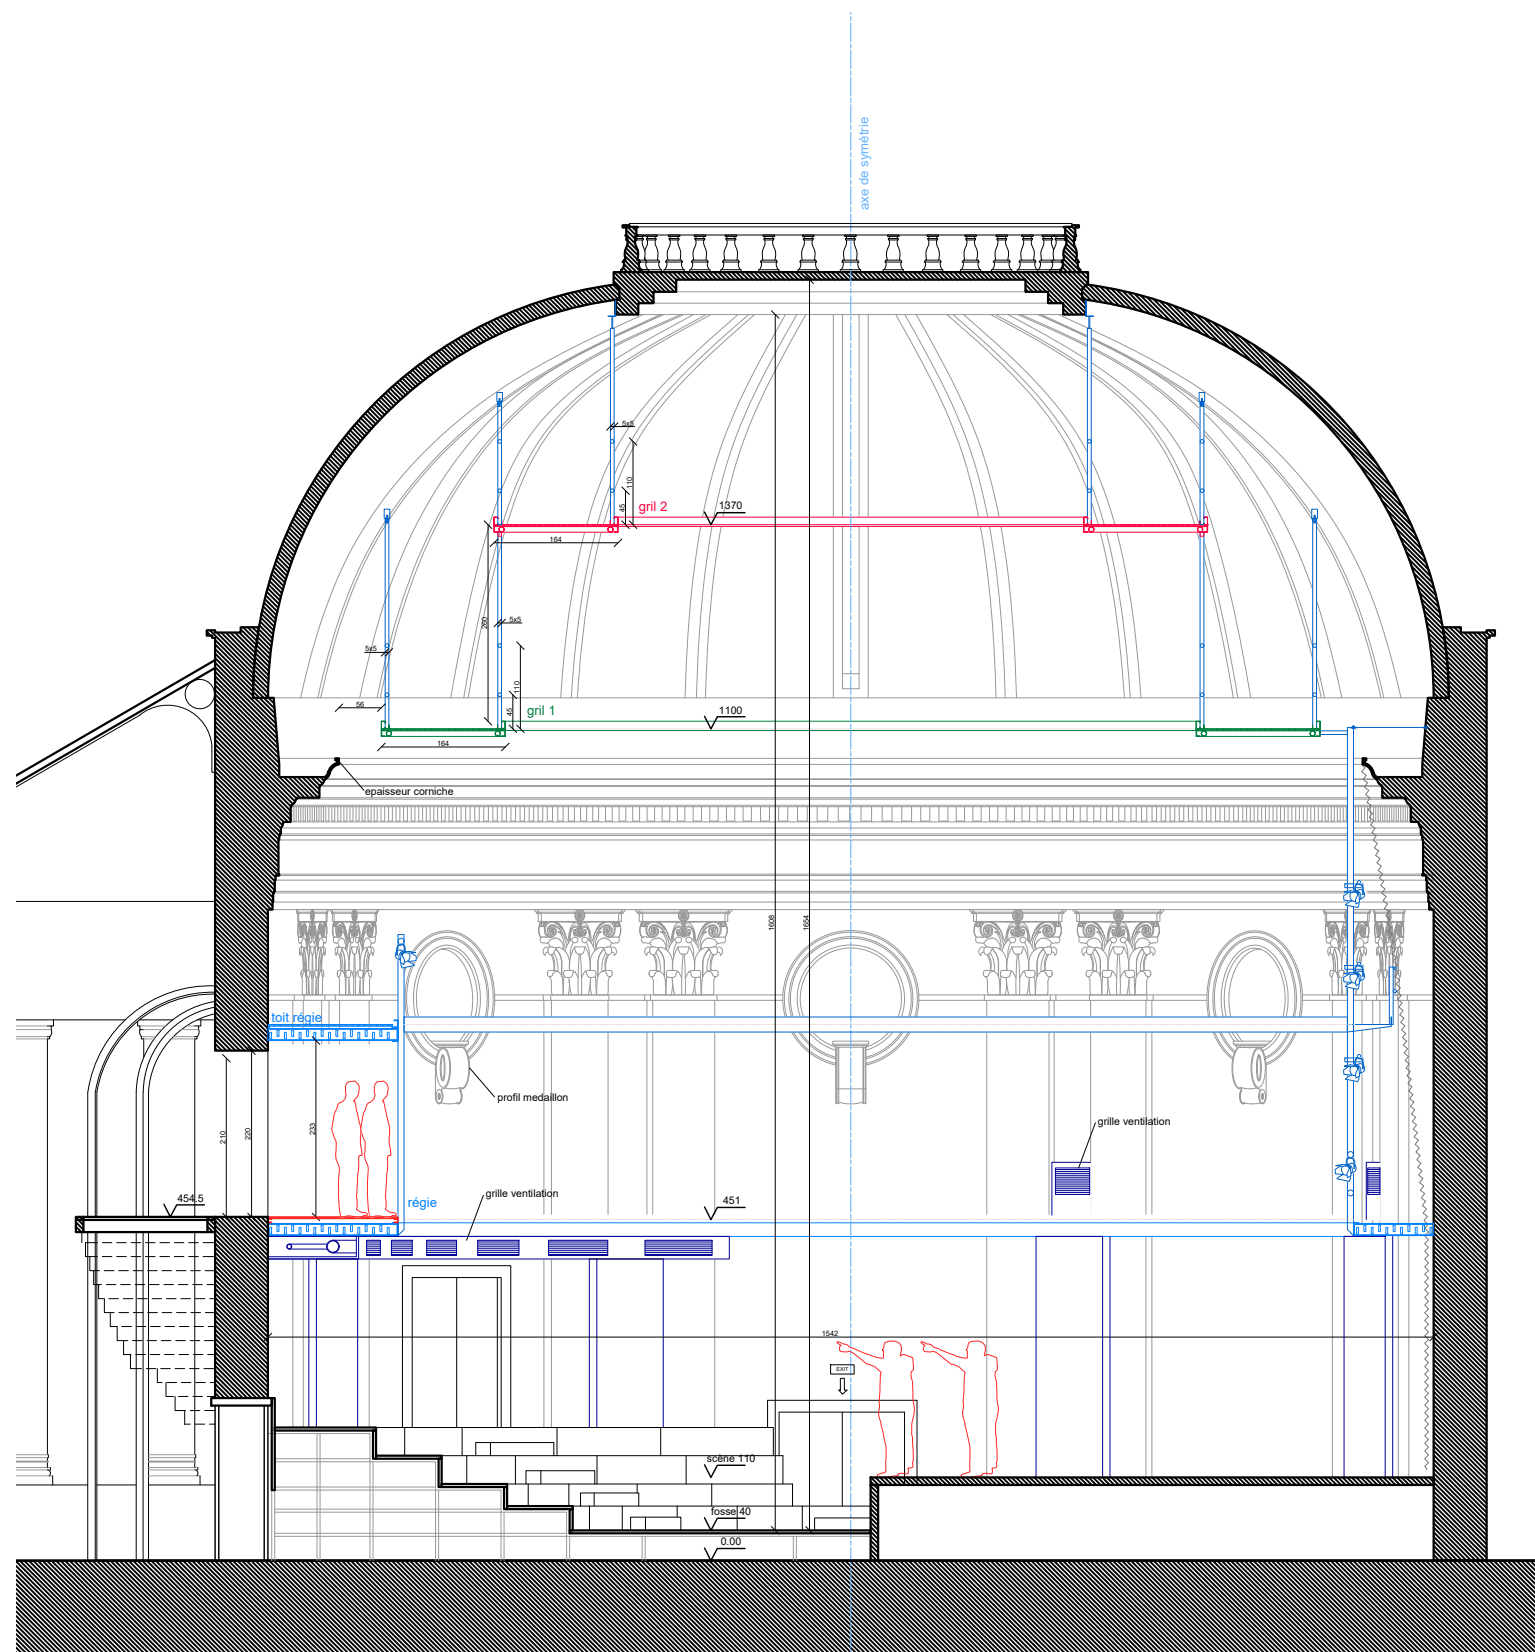 axe de symétrie
5x5
110
45
gril 2
1370
164
260
5x5
5x5
110
56
45
gril 1
1100
164
epaisseur corniche
1608
1654
toit régie
profil medaillon
grille ventilation
210
220
233
454.5
régie
grille ventilation
451
1542
EXIT
scène 110
fosse 40
0.00